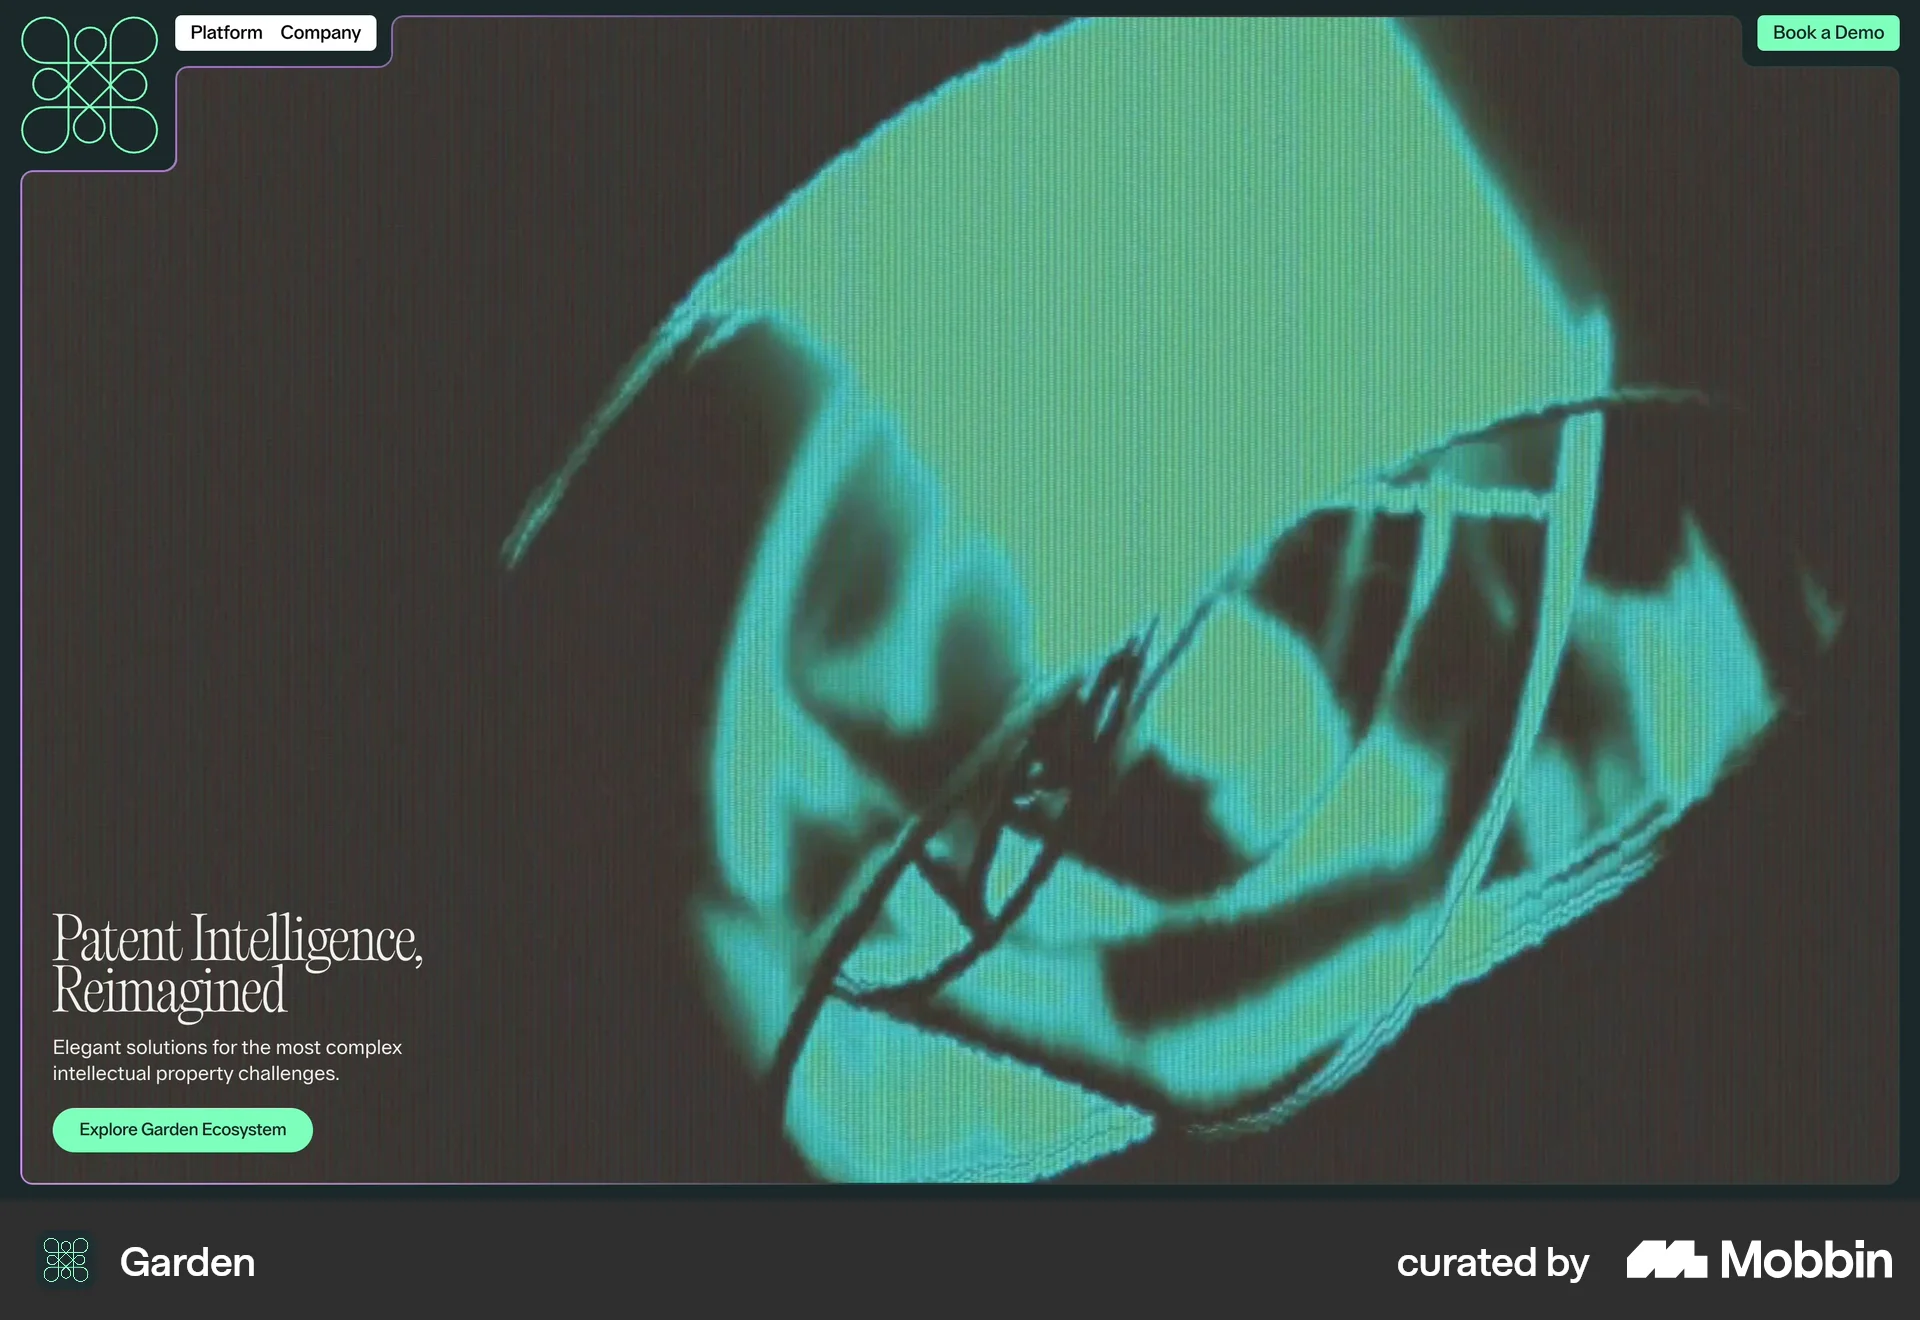 Platform Company
Book a Demo
Patent Intelligence,
Reimagined
Elegant solutions for the most complex
intellectual property challenges.
Explore Garden Ecosystem
Garden
curated by Mobbin